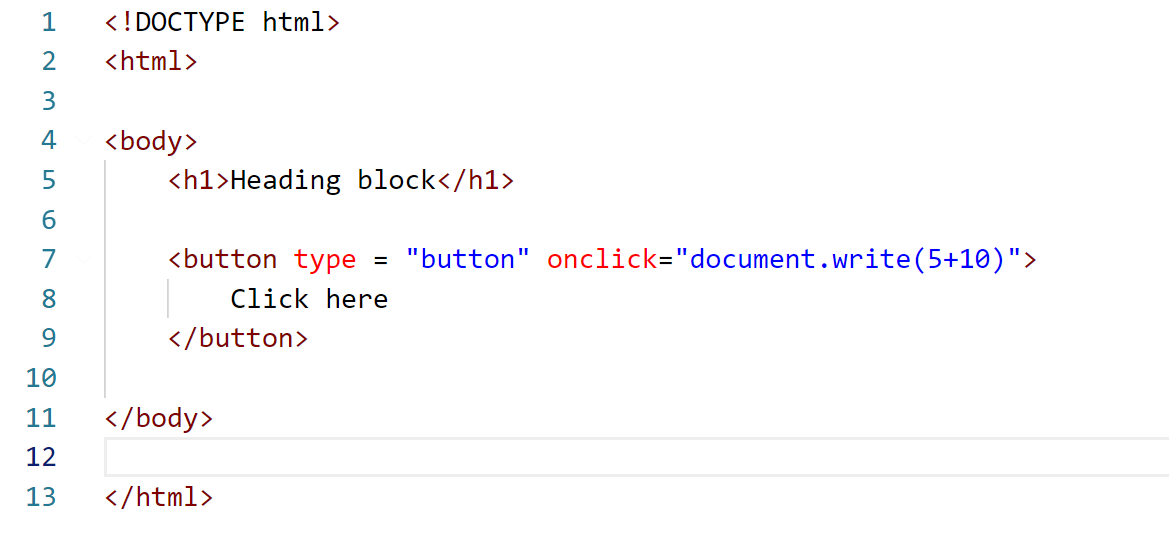 1 <!DOCTYPE html>
2 <html>
3
4 <body>
5     <h1>Heading block</h1>
6
7     <button type = "button" onclick="document.write(5+10)">
8         Click here
9     </button>
10
11 </body>
12
13 </html>